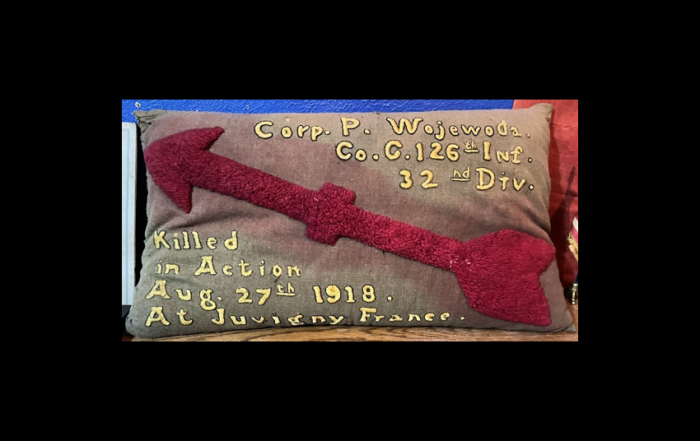 Corp. P. Wojewoda.
Co. C. 126th Inf.
32nd Div.
Killed
in Action
Aug. 27th 1918.
At Juvigny France.